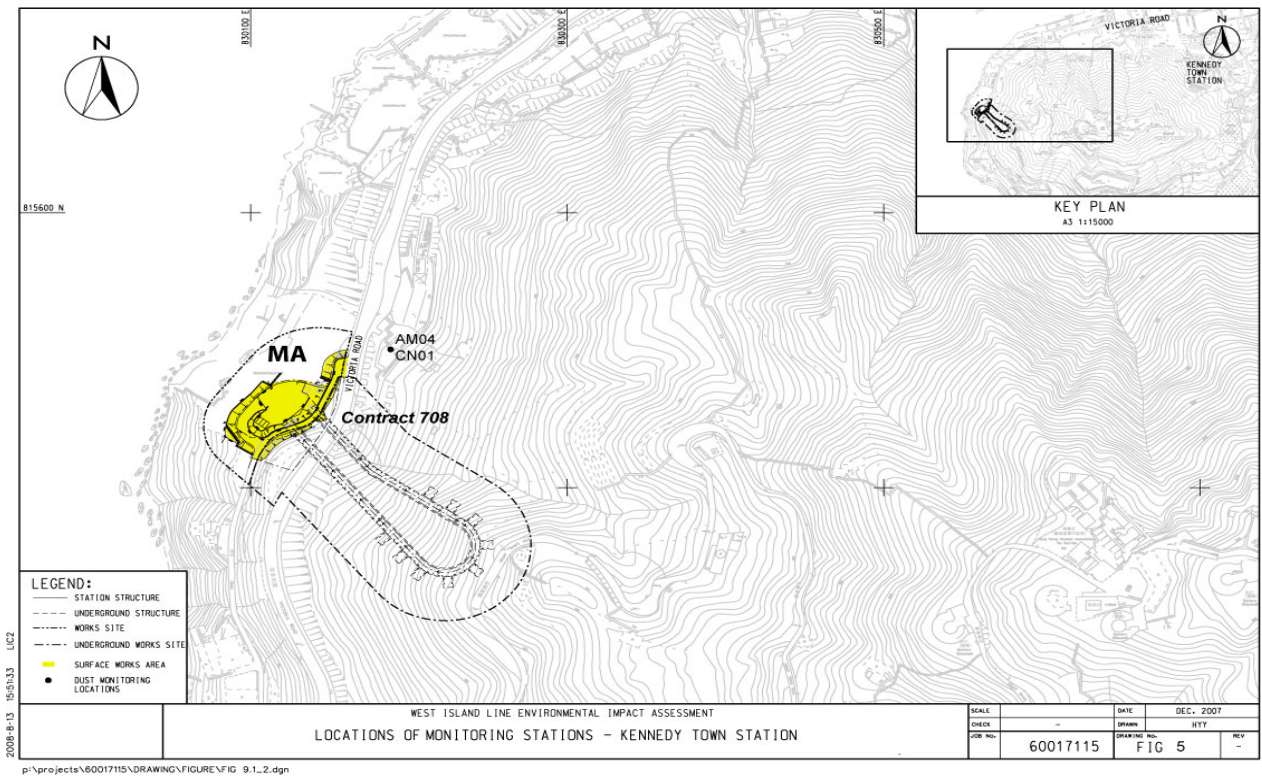 N
830100 E
830300 E
830500 E
VICTORIA ROAD
N
KENNEDY
TOWN
STATION
KEY PLAN
A3 1:15000
815600 N
MA
VICTORIA ROAD
AM04
CN01
Contract 708
LEGEND:
STATION STRUCTURE
UNDERGROUND STRUCTURE
WORKS SITE
UNDERGROUND WORKS SITE
SURFACE WORKS AREA
DUST MONITORING
LOCATIONS
2008-8-13 15:51:33 LIC2
WEST ISLAND LINE ENVIRONMENTAL IMPACT ASSESSMENT
LOCATIONS OF MONITORING STATIONS - KENNEDY TOWN STATION
SCALE
DATE DEC. 2007
CHECK -
DRAWN HYY
JOB No. 60017115
DRAWING No. FIG 5
REV -
p:\projects\60017115\DRAWING\FIGURE\FIG 9.1_2.dgn